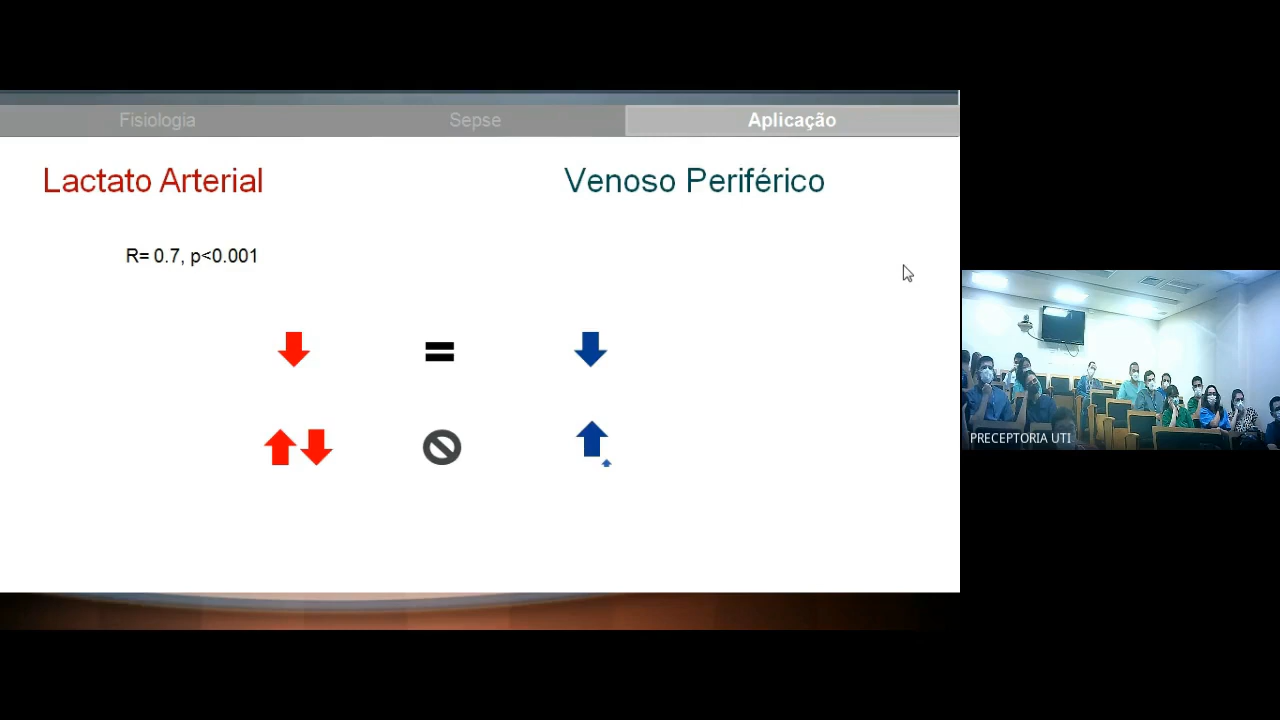 Fisiologia
Sepse
Aplicação
Lactato Arterial
Venoso Periférico
R= 0.7, p<0.001
PRECEPTORIA UTI